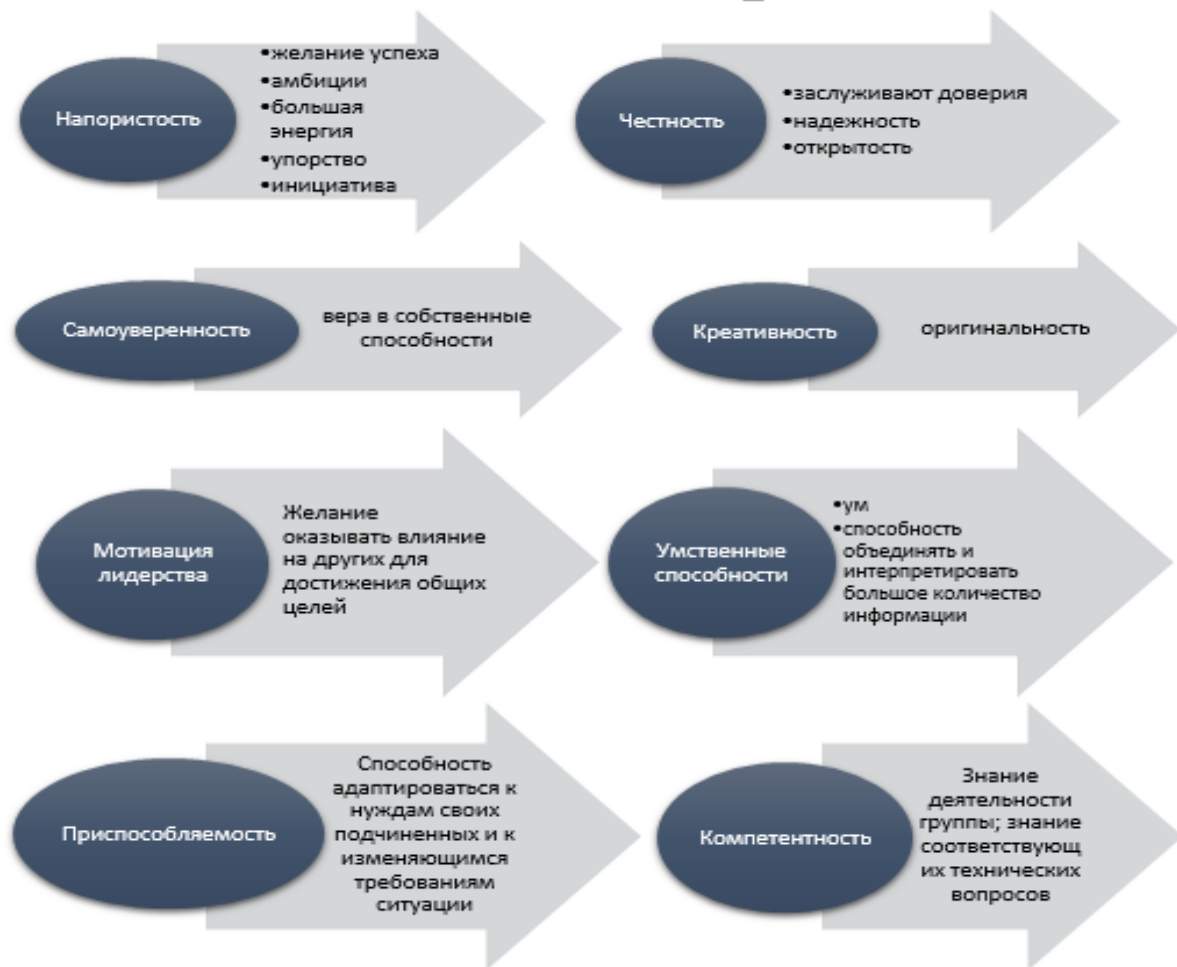 Напористость
•желание успеха
•амбиции
•большая
энергия
•упорство
•инициатива
Честность
•заслуживают доверия
•надежность
•открытость
Самоуверенность
вера в собственные
способности
Креативность
оригинальность
Мотивация
лидерства
Желание
оказывать влияние
на других для
достижения общих
целей
Умственные
способности
•ум
•способность
объединять и
интерпретировать
большое количество
информации
Приспособляемость
Способность
адаптироваться к
нуждам своих
подчиненных и к
изменяющимся
требованиям
ситуации
Компетентность
Знание
деятельности
группы; знание
соответствующ
их технических
вопросов